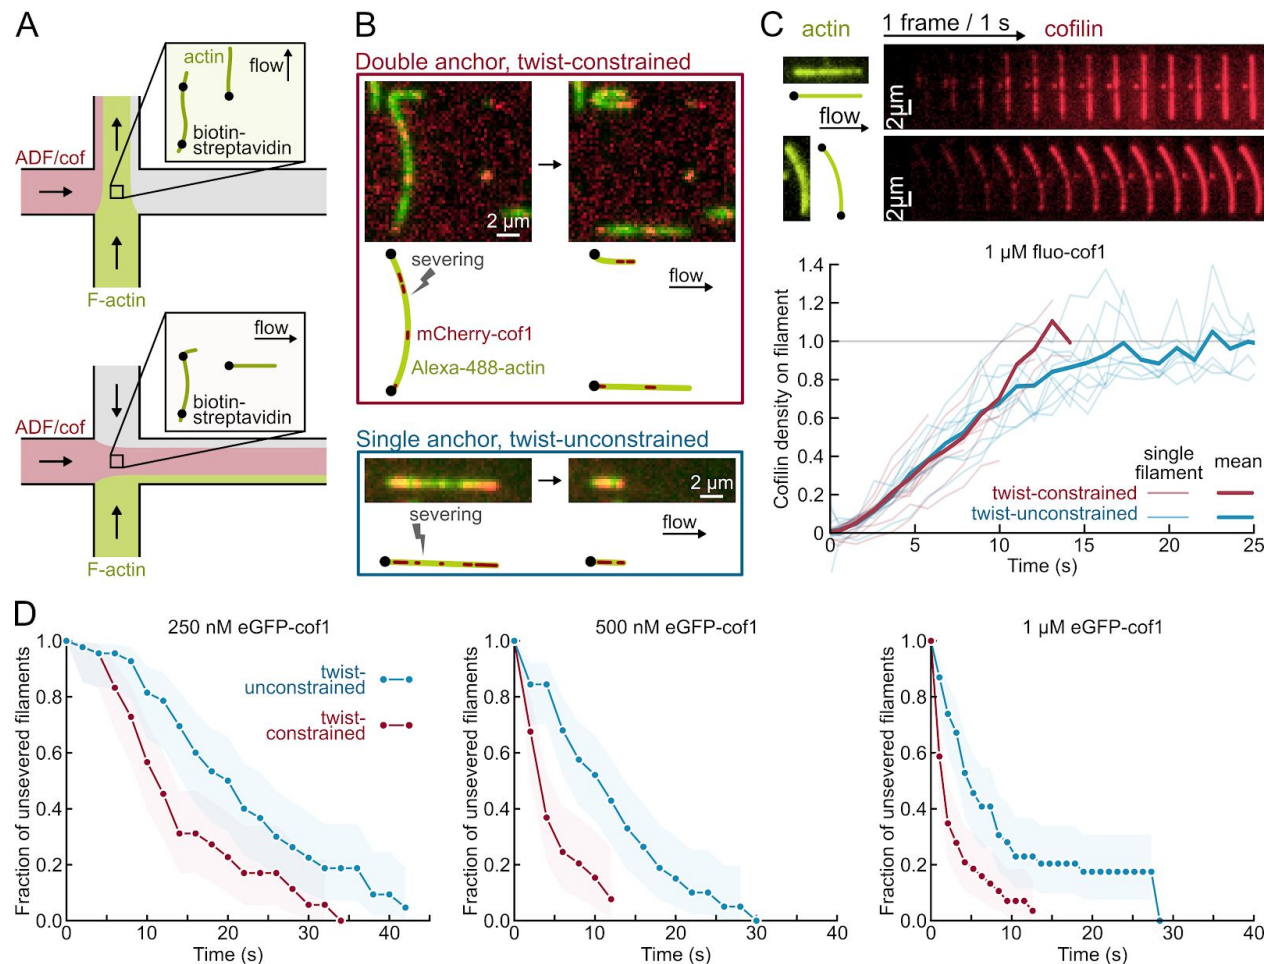 A
actin
flow
biotin-
streptavidin
ADF/cof
F-actin
flow
biotin-
streptavidin
ADF/cof
F-actin
B
Double anchor, twist-constrained
2 µm
severing
flow
mCherry-cof1
Alexa-488-actin
Single anchor, twist-unconstrained
2 µm
severing
flow
C
actin
1 frame / 1 s
cofilin
flow
2µm
2µm
1 µM fluo-cof1
Cofilin density on filament
1.4
1.2
1.0
0.8
0.6
0.4
0.2
0
0 5 10 15 20 25
Time (s)
single
filament
mean
twist-constrained
twist-unconstrained
D
250 nM eGFP-cof1
Fraction of unsevered filaments
1.0
0.8
0.6
0.4
0.2
0.0
0 10 20 30 40
Time (s)
twist-
unconstrained
twist-
constrained
500 nM eGFP-cof1
Fraction of unsevered filaments
1.0
0.8
0.6
0.4
0.2
0.0
0 10 20 30 40
Time (s)
1 µM eGFP-cof1
Fraction of unsevered filaments
1.0
0.8
0.6
0.4
0.2
0.0
0 10 20 30 40
Time (s)